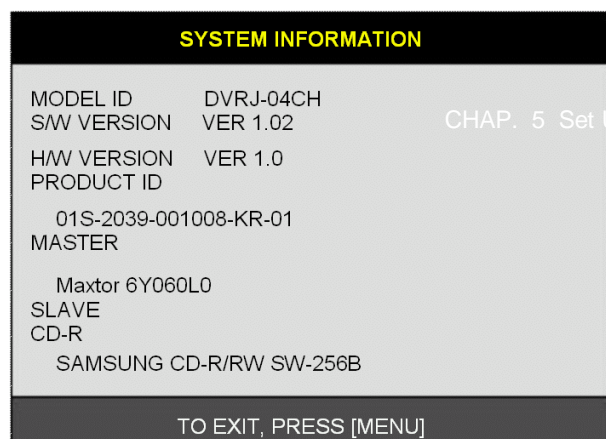 SYSTEM INFORMATION
MODEL ID DVRJ-04CH
S/W VERSION VER 1.02
CHAP. 5 Set U
H/W VERSION VER 1.0
PRODUCT ID
01S-2039-001008-KR-01
MASTER
Maxtor 6Y060L0
SLAVE
CD-R
SAMSUNG CD-R/RW SW-256B
TO EXIT, PRESS [MENU]